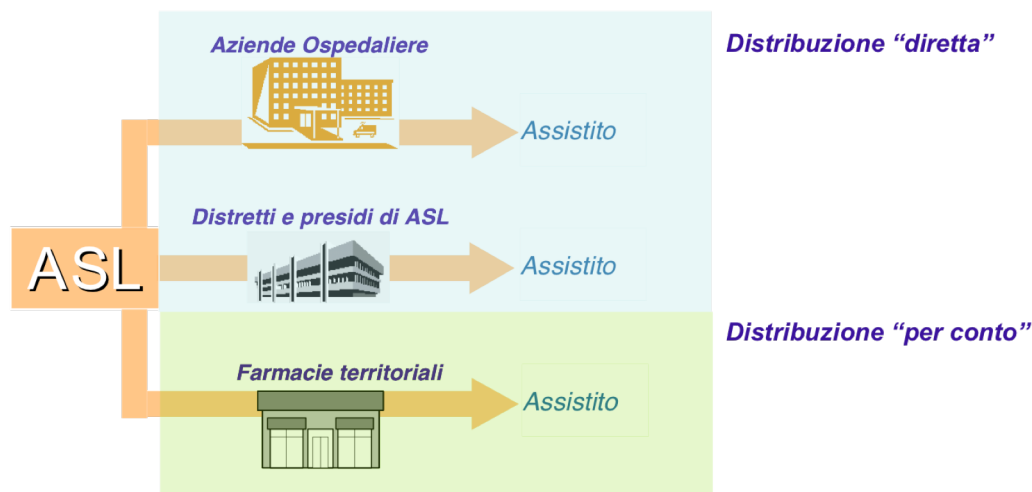 Aziende Ospedaliere
Distribuzione “diretta”
Assistito
Distretti e presidi di ASL
ASL
Assistito
Distribuzione “per conto”
Farmacie territoriali
Assistito